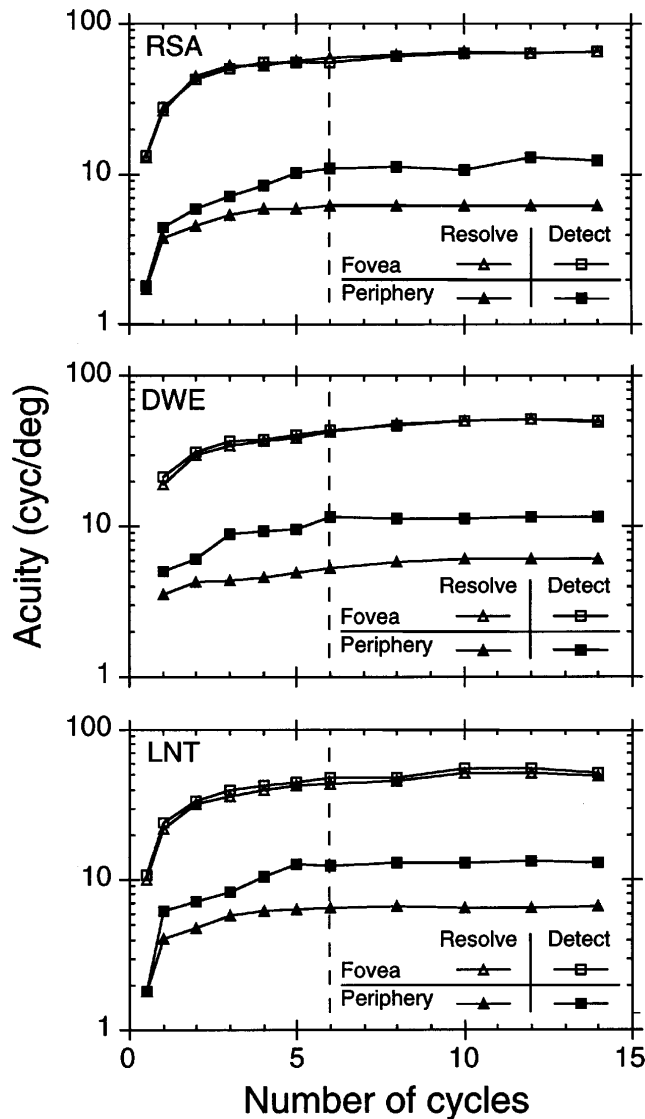 100
RSA
10
Resolve Detect
Fovea
Periphery
1
100
DWE
10
Resolve Detect
Fovea
Periphery
1
100
LNT
10
Resolve Detect
Fovea
Periphery
1
0 5 10 15
Number of cycles
Acuity (cyc/deg)